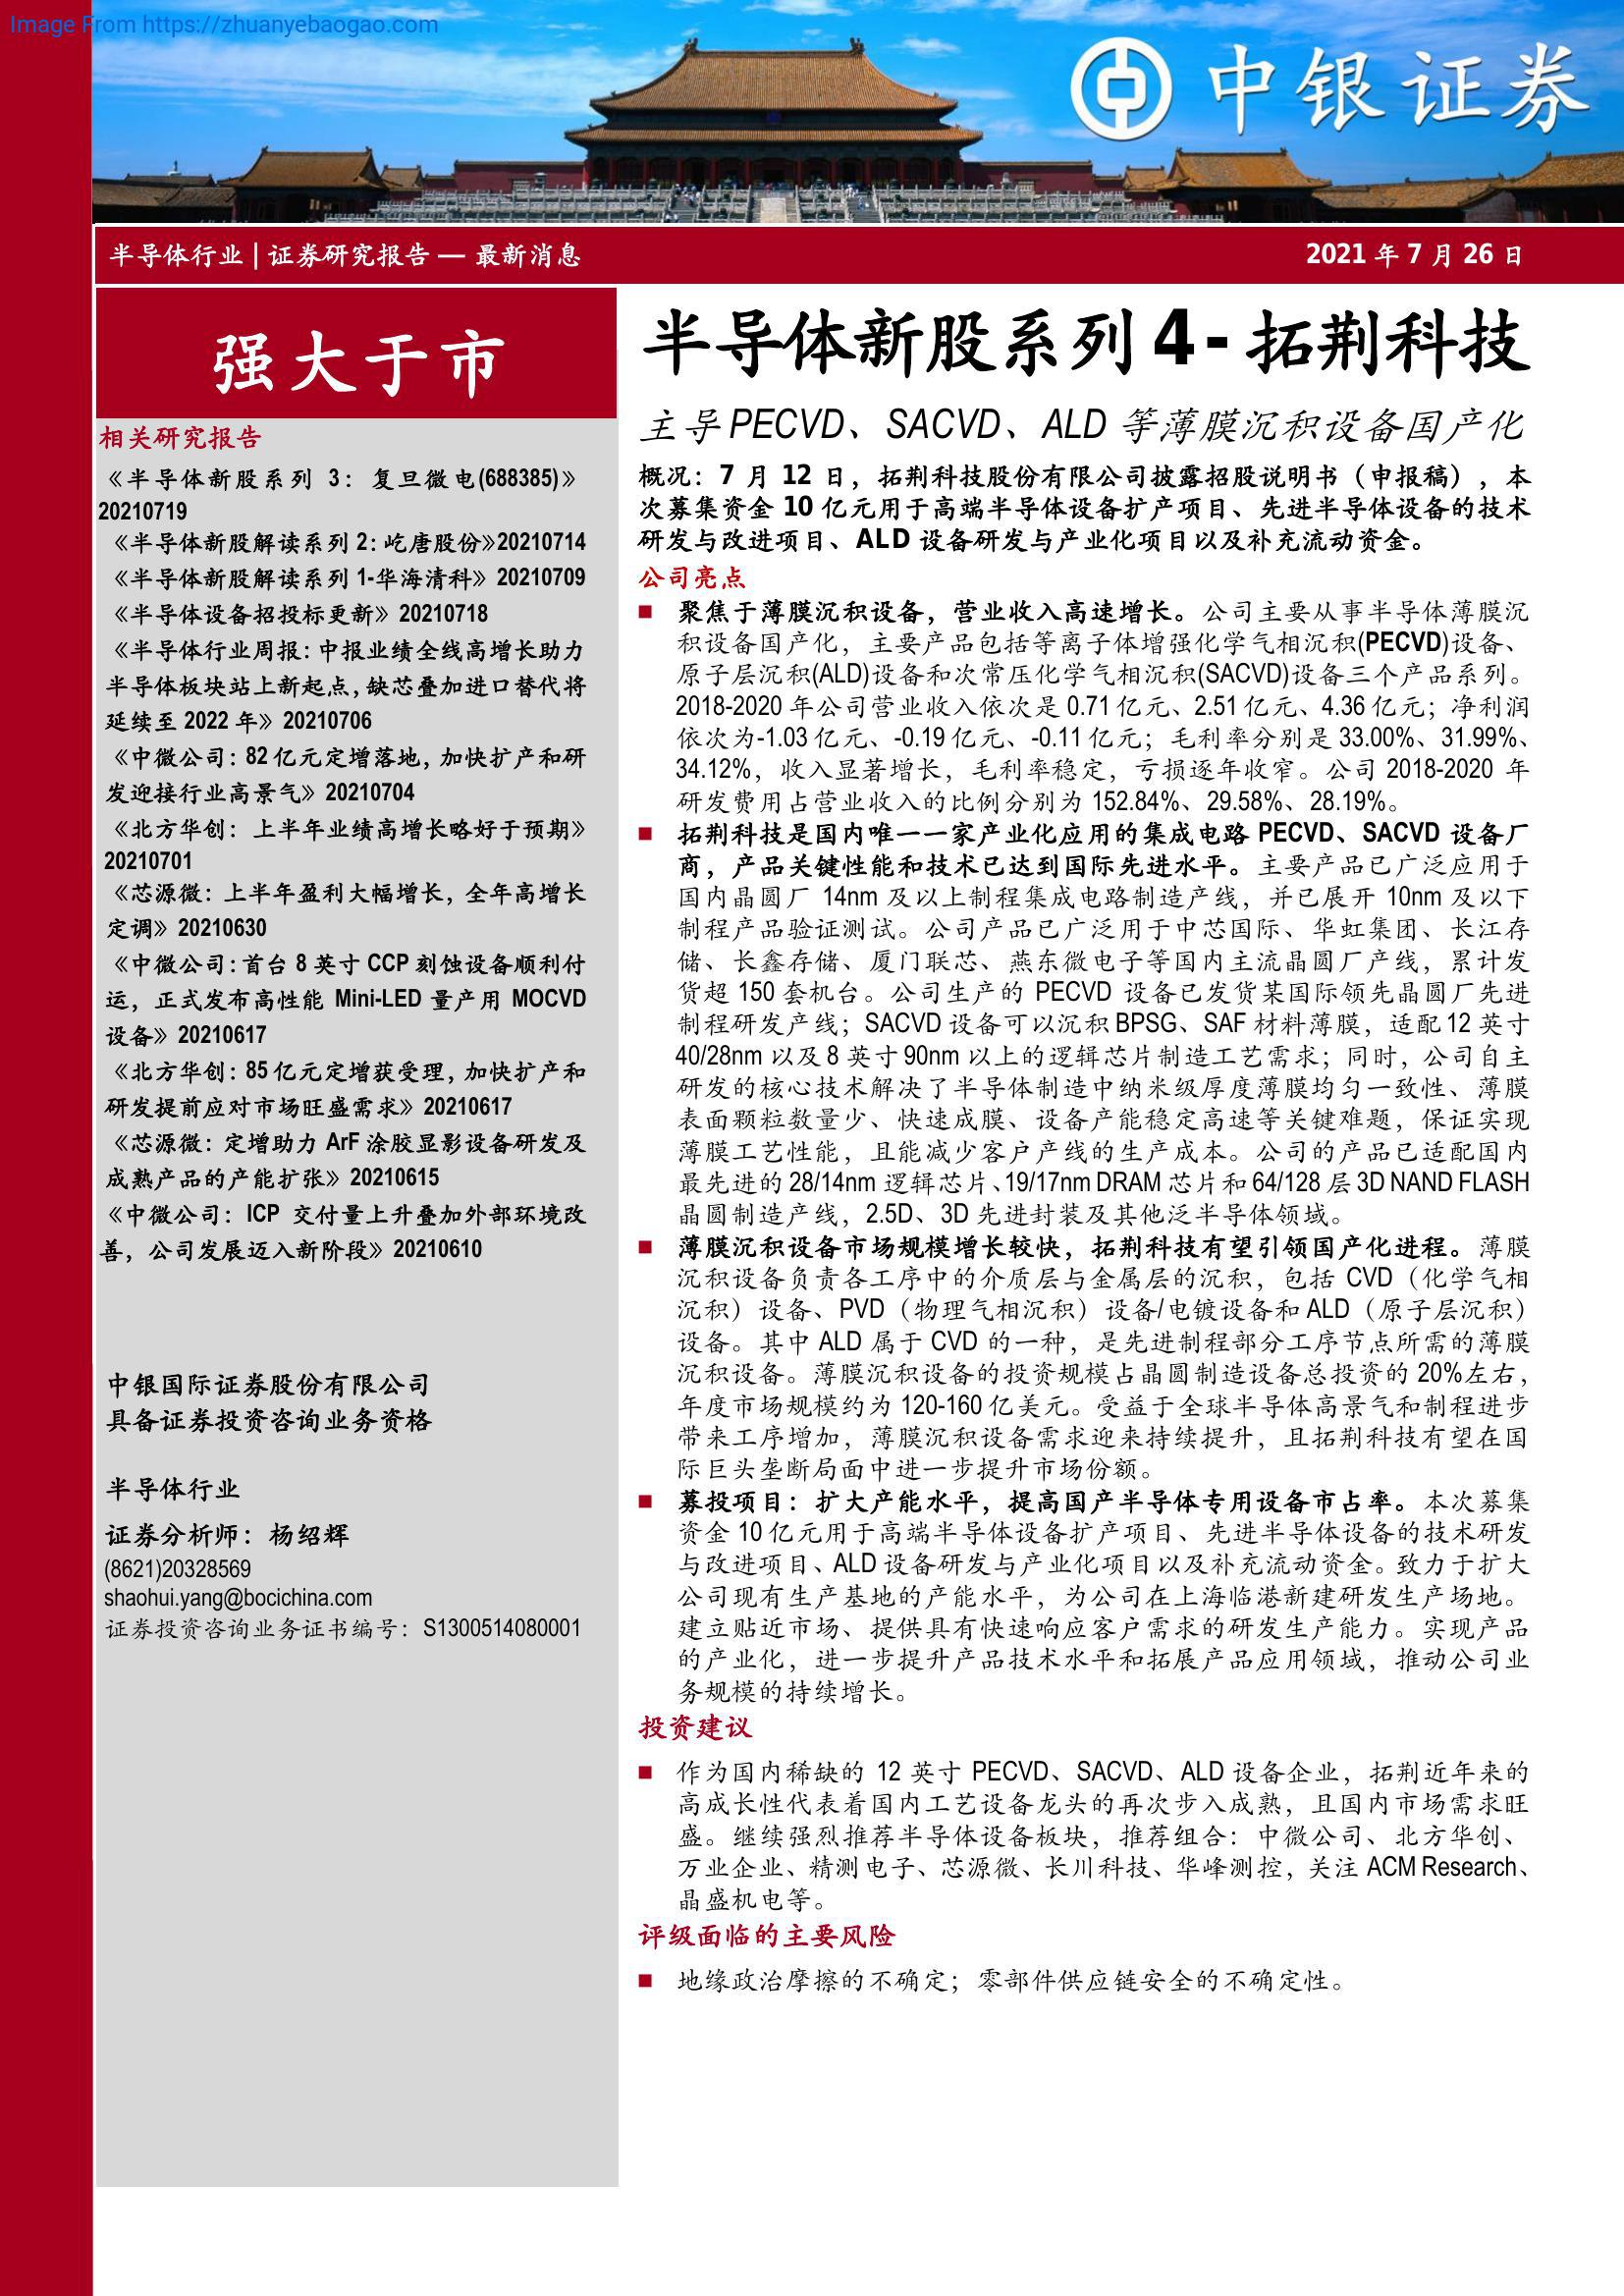 Image From https://zhuanyebaogao.com
中银证券
半导体行业 | 证券研究报告 — 最新消息
2021 年 7 月 26 日
强大于市
相关研究报告
《半导体新股系列 3：复旦微电(688385)》
20210719
《半导体新股解读系列 2：屹唐股份》20210714
《半导体新股解读系列 1-华海清科》20210709
《半导体设备招投标更新》20210718
《半导体行业周报：中报业绩全线高增长助力
半导体板块站上新起点，缺芯叠加进口替代将
延续至 2022 年》20210706
《中微公司：82 亿元定增落地，加快扩产和研
发迎接行业高景气》20210704
《北方华创：上半年业绩高增长略好于预期》
20210701
《芯源微：上半年盈利大幅增长，全年高增长
定调》20210630
《中微公司：首台 8 英寸 CCP 刻蚀设备顺利付
运，正式发布高性能 Mini-LED 量产用 MOCVD
设备》20210617
《北方华创：85 亿元定增获受理，加快扩产和
研发提前应对市场旺盛需求》20210617
《芯源微：定增助力 ArF 涂胶显影设备研发及
成熟产品的产能扩张》20210615
《中微公司：ICP 交付量上升叠加外部环境改
善，公司发展迈入新阶段》20210610
中银国际证券股份有限公司
具备证券投资咨询业务资格
半导体行业
证券分析师：杨绍辉
(8621)20328569
shaohui.yang@bocichina.com
证券投资咨询业务证书编号：S1300514080001
半导体新股系列 4-拓荆科技
主导 PECVD、SACVD、ALD 等薄膜沉积设备国产化
概况：7 月 12 日，拓荆科技股份有限公司披露招股说明书（申报稿），本
次募集资金 10 亿元用于高端半导体设备扩产项目、先进半导体设备的技术
研发与改进项目、ALD 设备研发与产业化项目以及补充流动资金。
公司亮点
■ 聚焦于薄膜沉积设备，营业收入高速增长。公司主要从事半导体薄膜沉
积设备国产化，主要产品包括等离子体增强化学气相沉积(PECVD)设备、
原子层沉积(ALD)设备和次常压化学气相沉积(SACVD)设备三个产品系列。
2018-2020 年公司营业收入依次是 0.71 亿元、2.51 亿元、4.36 亿元；净利润
依次为-1.03 亿元、-0.19 亿元、-0.11 亿元；毛利率分别是 33.00%、31.99%、
34.12%，收入显著增长，毛利率稳定，亏损逐年收窄。公司 2018-2020 年
研发费用占营业收入的比例分别为 152.84%、29.58%、28.19%。
■ 拓荆科技是国内唯一一家产业化应用的集成电路 PECVD、SACVD 设备厂
商，产品关键性能和技术已达到国际先进水平。主要产品已广泛应用于
国内晶圆厂 14nm 及以上制程集成电路制造产线，并已展开 10nm 及以下
制程产品验证测试。公司产品已广泛用于中芯国际、华虹集团、长江存
储、长鑫存储、厦门联芯、燕东微电子等国内主流晶圆厂产线，累计发
货超 150 套机台。公司生产的 PECVD 设备已发货某国际领先晶圆厂先进
制程研发产线；SACVD 设备可以沉积 BPSG、SAF 材料薄膜，适配 12 英寸
40/28nm 以及 8 英寸 90nm 以上的逻辑芯片制造工艺需求；同时，公司自主
研发的核心技术解决了半导体制造中纳米级厚度薄膜均匀一致性、薄膜
表面颗粒数量少、快速成膜、设备产能稳定高速等关键难题，保证实现
薄膜工艺性能，且能减少客户产线的生产成本。公司的产品已适配国内
最先进的 28/14nm 逻辑芯片、19/17nm DRAM 芯片和 64/128 层 3D NAND FLASH
晶圆制造产线，2.5D、3D 先进封装及其他泛半导体领域。
■ 薄膜沉积设备市场规模增长较快，拓荆科技有望引领国产化进程。薄膜
沉积设备负责各工序中的介质层与金属层的沉积，包括 CVD（化学气相
沉积）设备、PVD（物理气相沉积）设备/电镀设备和 ALD（原子层沉积）
设备。其中 ALD 属于 CVD 的一种，是先进制程部分工序节点所需的薄膜
沉积设备。薄膜沉积设备的投资规模占晶圆制造设备总投资的 20%左右，
年度市场规模约为 120-160 亿美元。受益于全球半导体高景气和制程进步
带来工序增加，薄膜沉积设备需求迎来持续提升，且拓荆科技有望在国
际巨头垄断局面中进一步提升市场份额。
■ 募投项目：扩大产能水平，提高国产半导体专用设备市占率。本次募集
资金 10 亿元用于高端半导体设备扩产项目、先进半导体设备的技术研发
与改进项目、ALD 设备研发与产业化项目以及补充流动资金。致力于扩大
公司现有生产基地的产能水平，为公司在上海临港新建研发生产场地。
建立贴近市场、提供具有快速响应客户需求的研发生产能力。实现产品
的产业化，进一步提升产品技术水平和拓展产品应用领域，推动公司业
务规模的持续增长。
投资建议
■ 作为国内稀缺的 12 英寸 PECVD、SACVD、ALD 设备企业，拓荆近年来的
高成长性代表着国内工艺设备龙头的再次步入成熟，且国内市场需求旺
盛。继续强烈推荐半导体设备板块，推荐组合：中微公司、北方华创、
万业企业、精测电子、芯源微、长川科技、华峰测控，关注 ACM Research、
晶盛机电等。
评级面临的主要风险
■ 地缘政治摩擦的不确定；零部件供应链安全的不确定性。